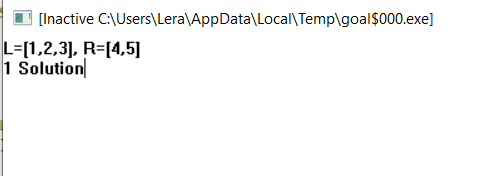 [Inactive C:\Users\Lera\AppData\Local\Temp\goal$000.exe]
L=[1,2,3], R=[4,5]
1 Solution